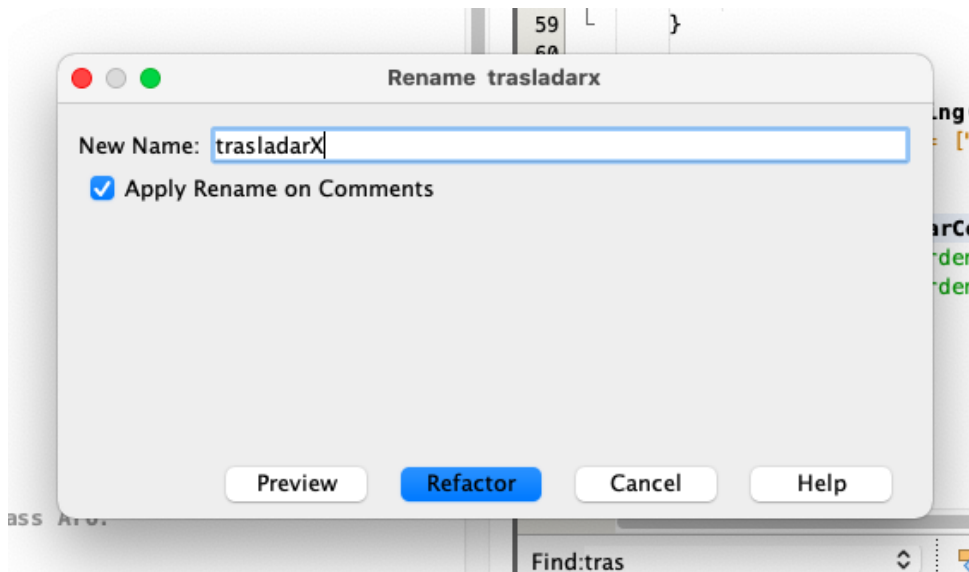 59
}
60
Rename trasladarx
New Name: trasladarX
Apply Rename on Comments
Preview
Refactor
Cancel
Help
Find:tras